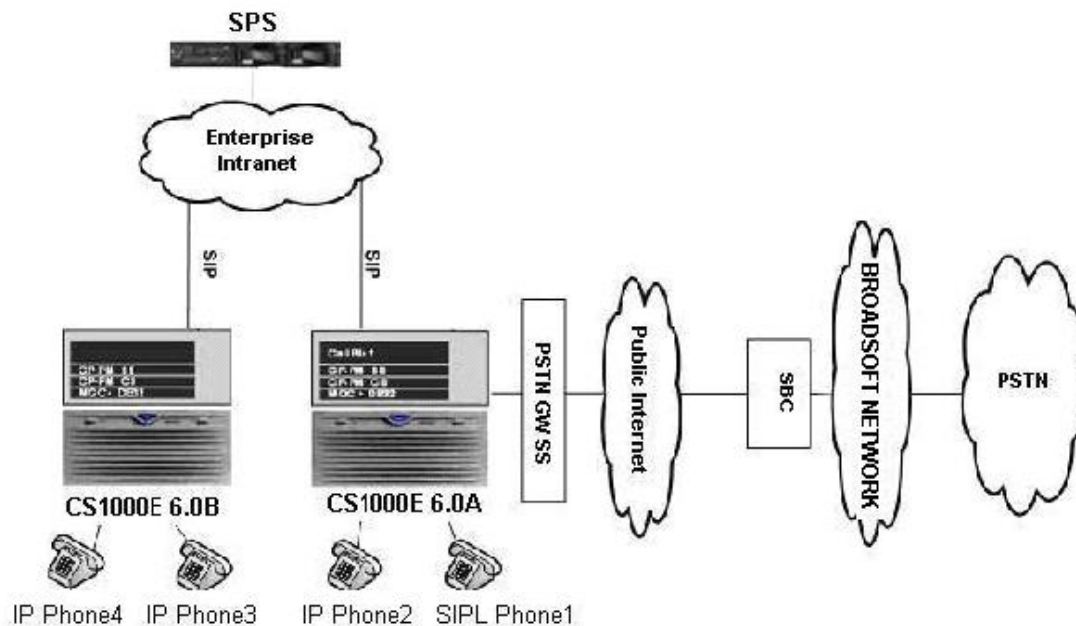 SPS
Enterprise
Intranet
SIP
SIP
PSTN GW SS
Public Internet
SBC
BROADSOFT NETWORK
PSTN
CS1000E 6.0B
CS1000E 6.0A
IP Phone4
IP Phone3
IP Phone2
SIPL Phone1